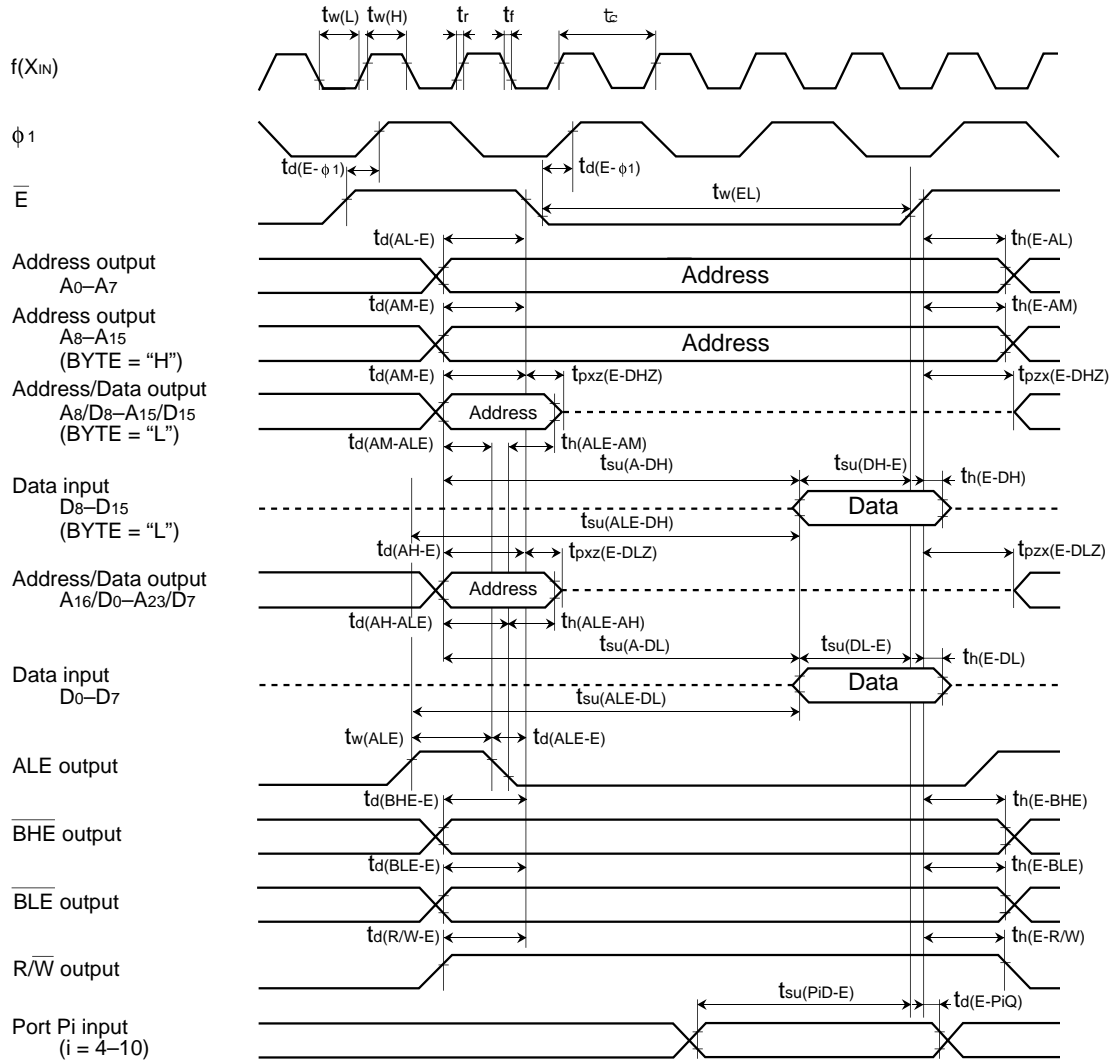 tw(L) tw(H) tr tf tc
f(XIN)
ϕ1
td(E-ϕ1) td(E-ϕ1)
E
tw(EL)
td(AL-E) th(E-AL)
Address output
A0–A7
Address
td(AM-E) th(E-AM)
Address output
A8–A15
(BYTE = “H”)
Address
td(AM-E) tpxz(E-DHZ) tpzx(E-DHZ)
Address/Data output
A8/D8–A15/D15
(BYTE = “L”)
Address
td(AM-ALE) th(ALE-AM)
tsu(A-DH) tsu(DH-E) th(E-DH)
Data input
D8–D15
(BYTE = “L”)
Data
tsu(ALE-DH)
td(AH-E) tpxz(E-DLZ) tpzx(E-DLZ)
Address/Data output
A16/D0–A23/D7
Address
td(AH-ALE) th(ALE-AH)
tsu(A-DL) tsu(DL-E) th(E-DL)
Data input
D0–D7
Data
tsu(ALE-DL)
tw(ALE) td(ALE-E)
ALE output
td(BHE-E) th(E-BHE)
BHE output
td(BLE-E) th(E-BLE)
BLE output
td(R/W-E) th(E-R/W)
R/W output
tsu(PiD-E) td(E-PiQ)
Port Pi input
(i = 4–10)